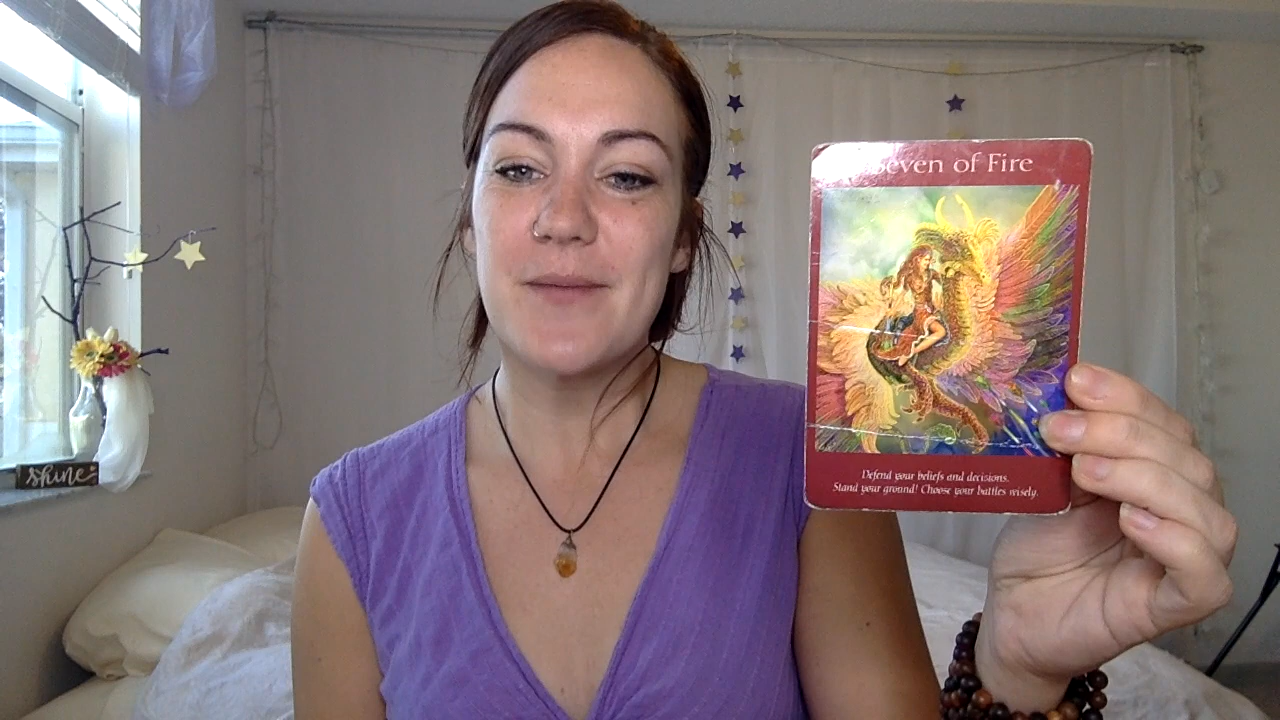 Seven of Fire
Defend your beliefs and decisions.
Stand your ground! Choose your battles wisely.
shine